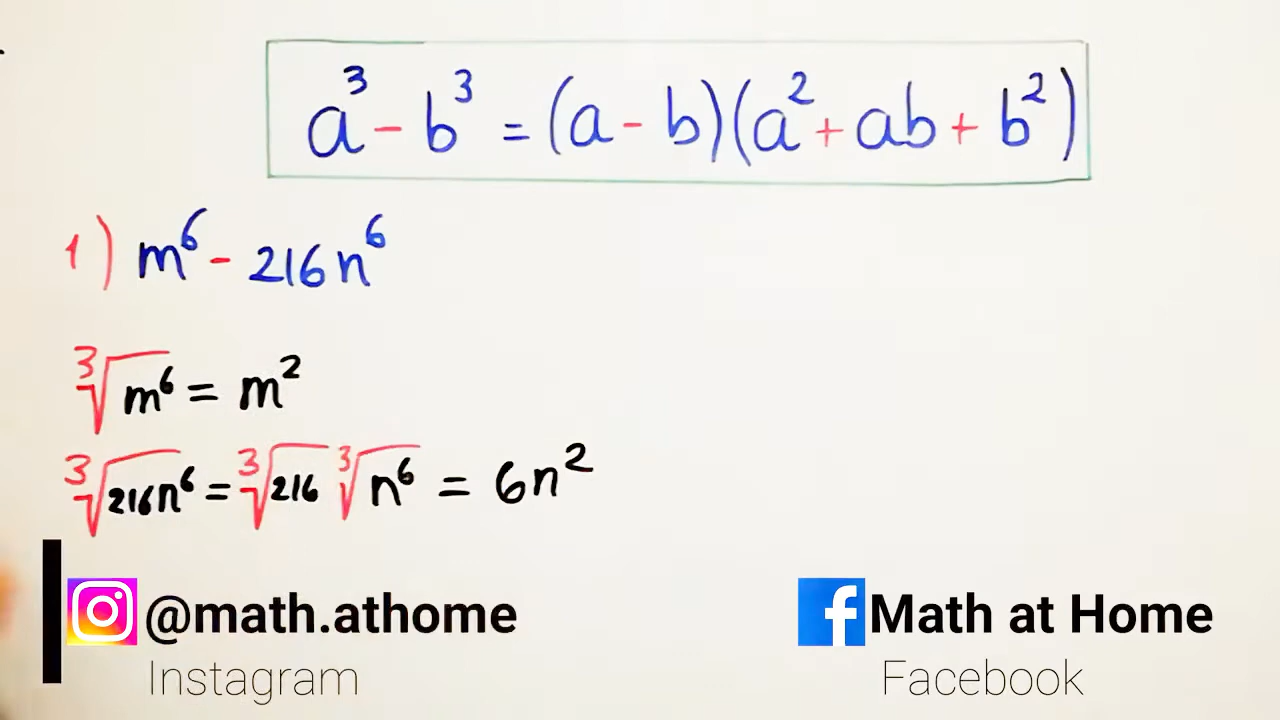 a³ - b³ = (a - b)(a² + ab + b²)
1) m⁶ - 216n⁶
∛m⁶ = m²
∛216n⁶ = ∛216 ∛n⁶ = 6n²
@math.athome
Instagram
Math at Home
Facebook